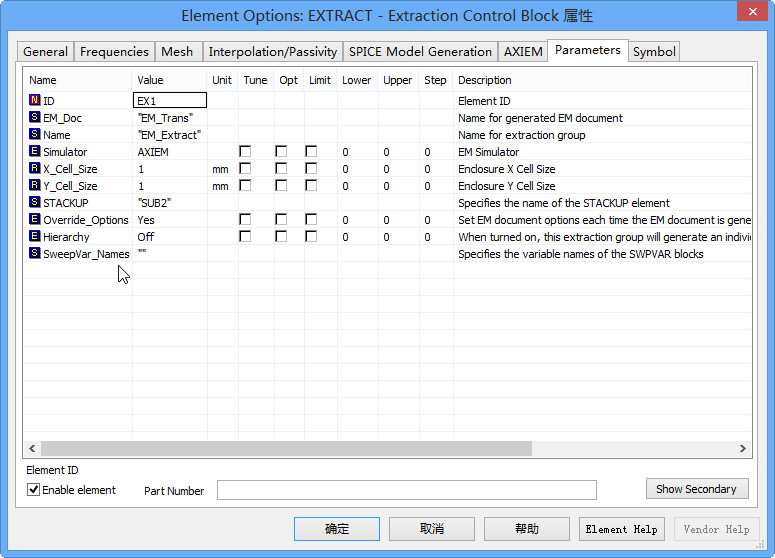 Element Options: EXTRACT - Extraction Control Block 属性
General Frequencies Mesh Interpolation/Passivity SPICE Model Generation AXIEM Parameters Symbol
Name Value Unit Tune Opt Limit Lower Upper Step Description
N ID EX1 Element ID
S EM_Doc "EM_Trans" Name for generated EM document
S Name "EM_Extract" Name for extraction group
E Simulator AXIEM 0 0 0 EM Simulator
R X_Cell_Size 1 mm 0 0 0 Enclosure X Cell Size
R Y_Cell_Size 1 mm 0 0 0 Enclosure Y Cell Size
S STACKUP "SUB2" Specifies the name of the STACKUP element
E Override_Options Yes 0 0 0 Set EM document options each time the EM document is gene
E Hierarchy Off 0 0 0 When turned on, this extraction group will generate an indivi
S SweepVar_Names "" Specifies the variable names of the SWPVAR blocks
Element ID
Enable element Part Number Show Secondary
确定 取消 帮助 Element Help Vendor Help